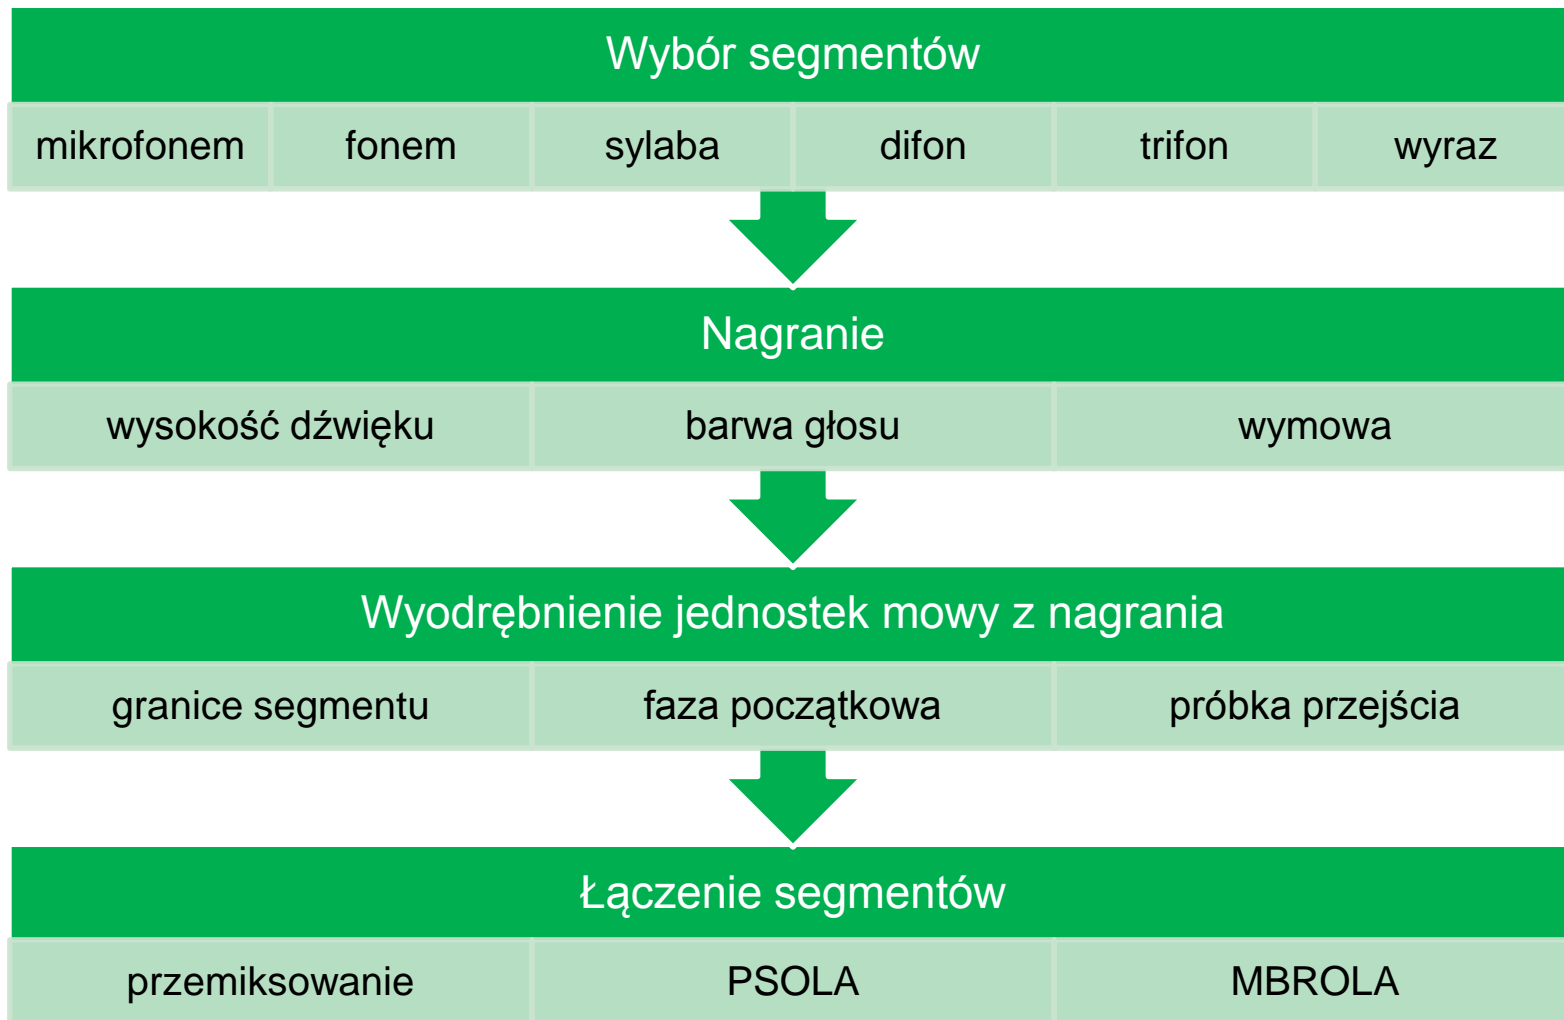 Wybór segmentów
mikrofonem fonem sylaba difon trifon wyraz
Nagranie
wysokość dźwięku barwa głosu wymowa
Wyodrębnienie jednostek mowy z nagrania
granice segmentu faza początkowa próbka przejścia
Łączenie segmentów
przemiksowanie PSOLA MBROLA